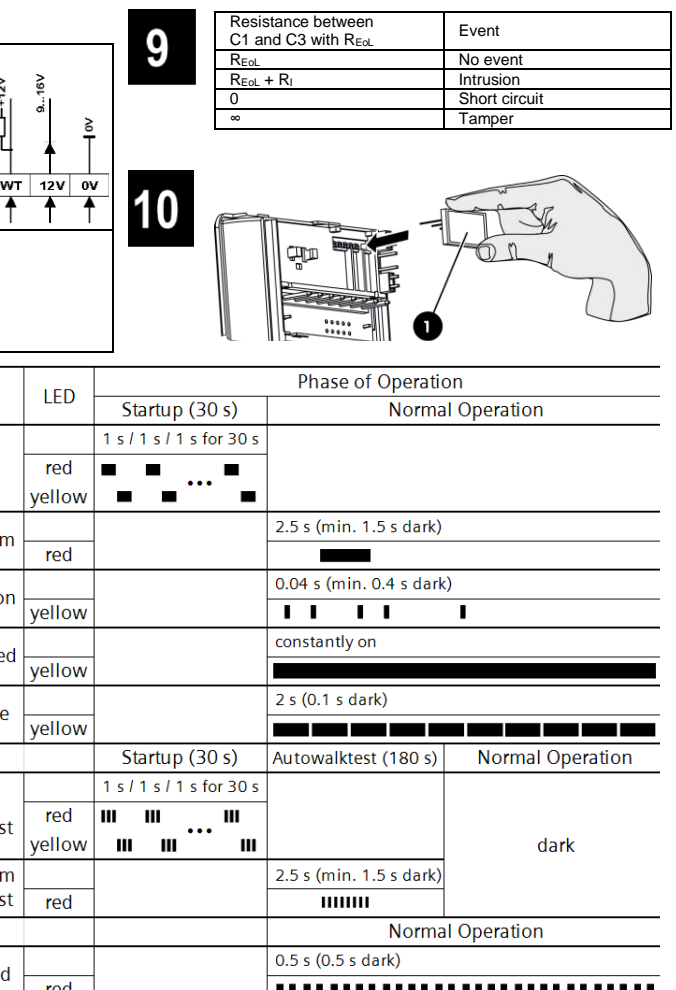 9
Resistance between
C1 and C3 with REoL
Event
REoL
No event
REoL + RI
Intrusion
0
Short circuit
∞
Tamper
+12V
9...16V
0V
WT
12V
0V
10
1
LED
Phase of Operation
Startup (30 s)
Normal Operation
1 s / 1 s / 1 s for 30 s
red
yellow
2.5 s (min. 1.5 s dark)
m
red
0.04 s (min. 0.4 s dark)
on
yellow
constantly on
ed
yellow
2 s (0.1 s dark)
e
yellow
Startup (30 s)
Autowalktest (180 s)
Normal Operation
1 s / 1 s / 1 s for 30 s
red
st
yellow
dark
m
2.5 s (min. 1.5 s dark)
st
red
Normal Operation
0.5 s (0.5 s dark)
d
red